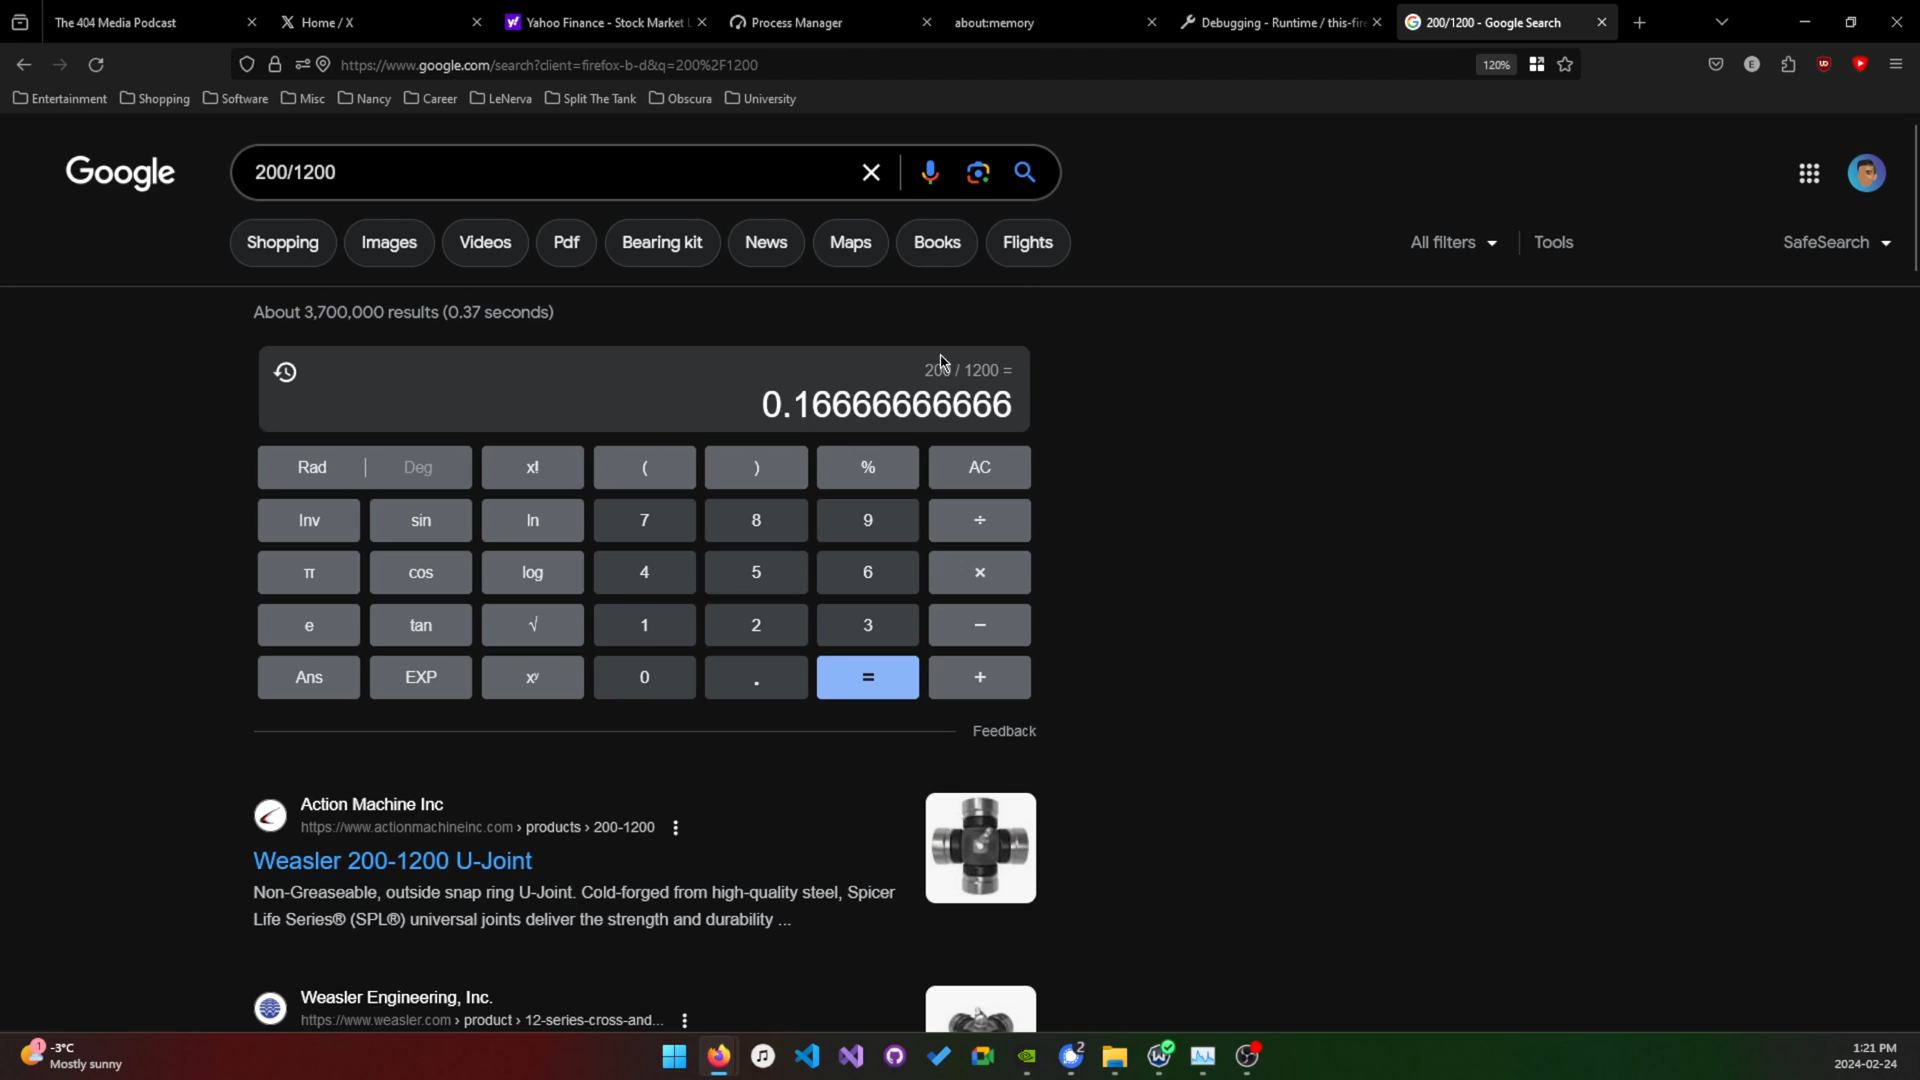 The 404 Media Podcast
Home / X
Yahoo Finance - Stock Market L
Process Manager
about:memory
Debugging - Runtime / this-fire
200/1200 - Google Search
https://www.google.com/search?client=firefox-b-d&q=200%2F1200
120%
Entertainment
Shopping
Software
Misc
Nancy
Career
LeNerva
Split The Tank
Obscura
University
Google
200/1200
Shopping
Images
Videos
Pdf
Bearing kit
News
Maps
Books
Flights
All filters
Tools
SafeSearch
About 3,700,000 results (0.37 seconds)
200 / 1200 =
0.16666666666
Rad
Deg
x!
(
)
%
AC
Inv
sin
ln
7
8
9
÷
π
cos
log
4
5
6
×
e
tan
√
1
2
3
−
Ans
EXP
xʸ
0
.
=
+
Feedback
Action Machine Inc
https://www.actionmachineinc.com › products › 200-1200
Weasler 200-1200 U-Joint
Non-Greaseable, outside snap ring U-Joint. Cold-forged from high-quality steel, Spicer
Life Series® (SPL®) universal joints deliver the strength and durability ...
Weasler Engineering, Inc.
https://www.weasler.com › product › 12-series-cross-and...
1
-3°C
Mostly sunny
2
1:21 PM
2024-02-24